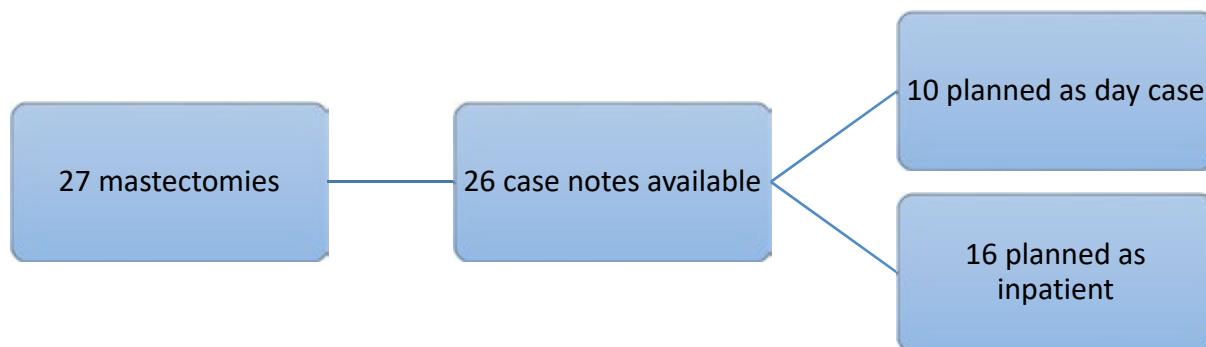 27 mastectomies
26 case notes available
10 planned as day case
16 planned as
inpatient